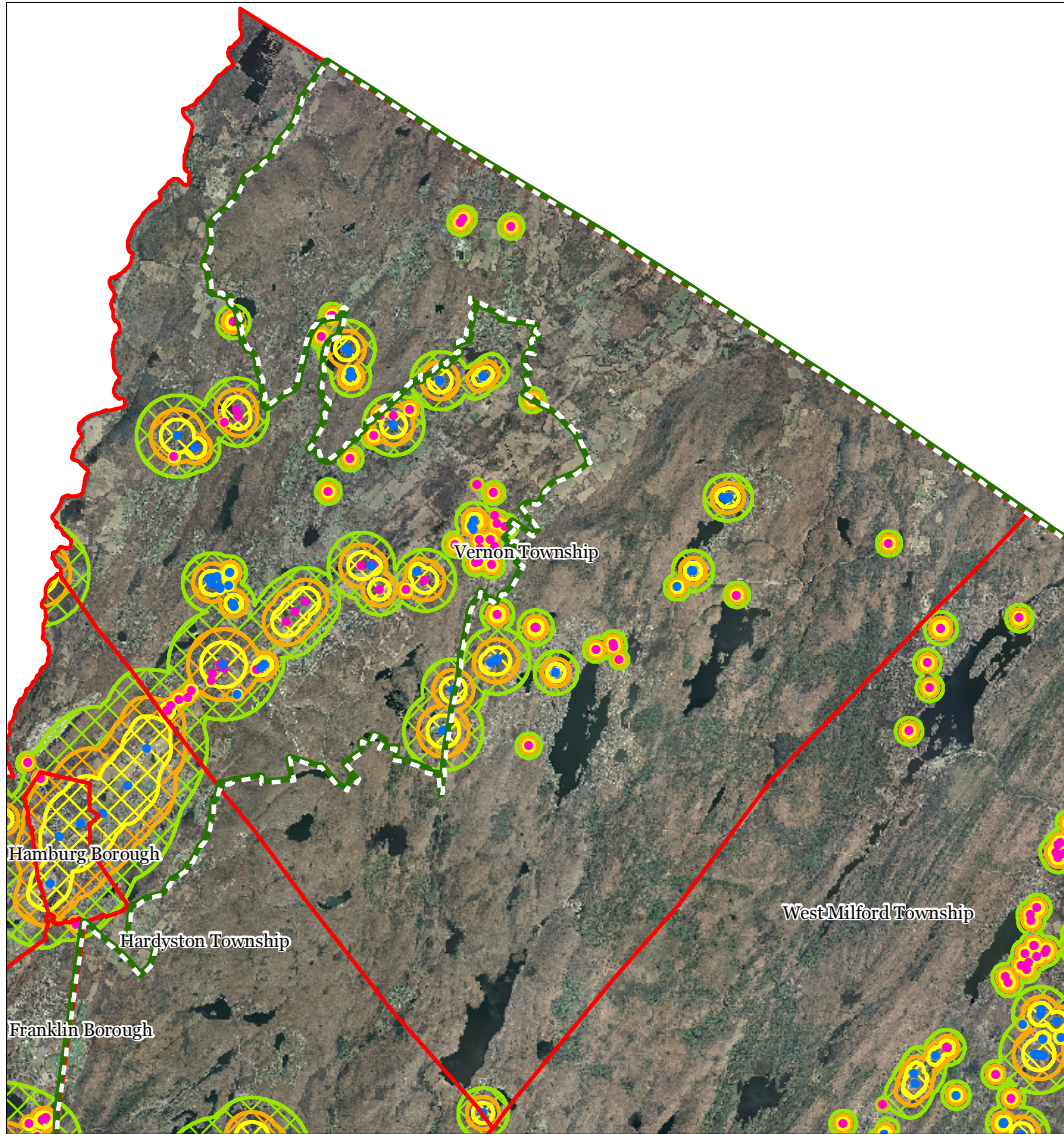 Vernon Township
Hamburg Borough
West Milford Township
Hardyston Township
Franklin Borough